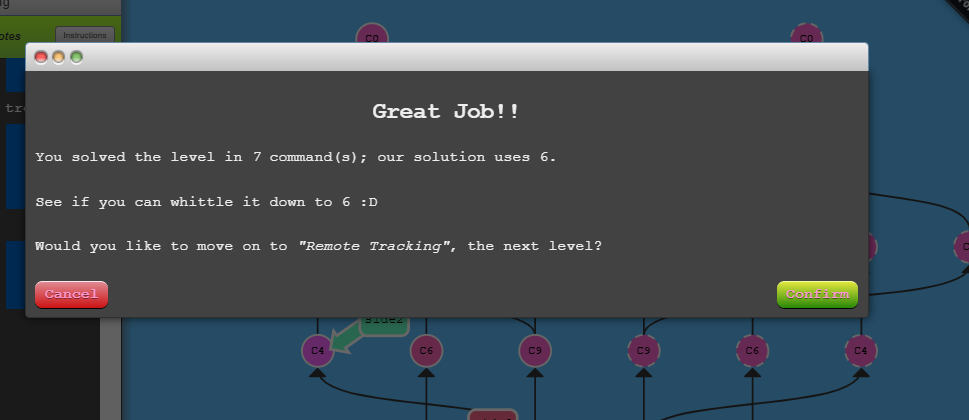 otes
Instructions
C0
C0
Great Job!!
You solved the level in 7 command(s); our solution uses 6.
See if you can whittle it down to 6 :D
Would you like to move on to "Remote Tracking", the next level?
Cancel
Confirm
side2
C4
C6
C9
C9
C6
C4